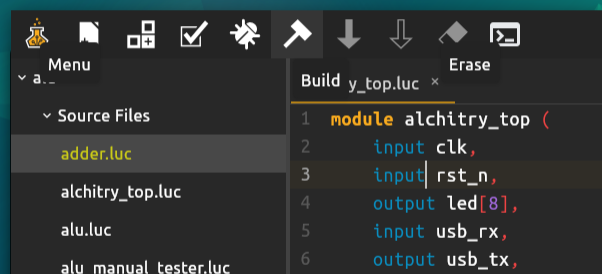 Menu
Build
Erase
y_top.luc ×
Source Files
adder.luc
alchitry_top.luc
alu.luc
alu_manual_tester.luc
1 module alchitry_top (
2 input clk,
3 input rst_n,
4 output led[8],
5 input usb_rx,
6 output usb_tx,